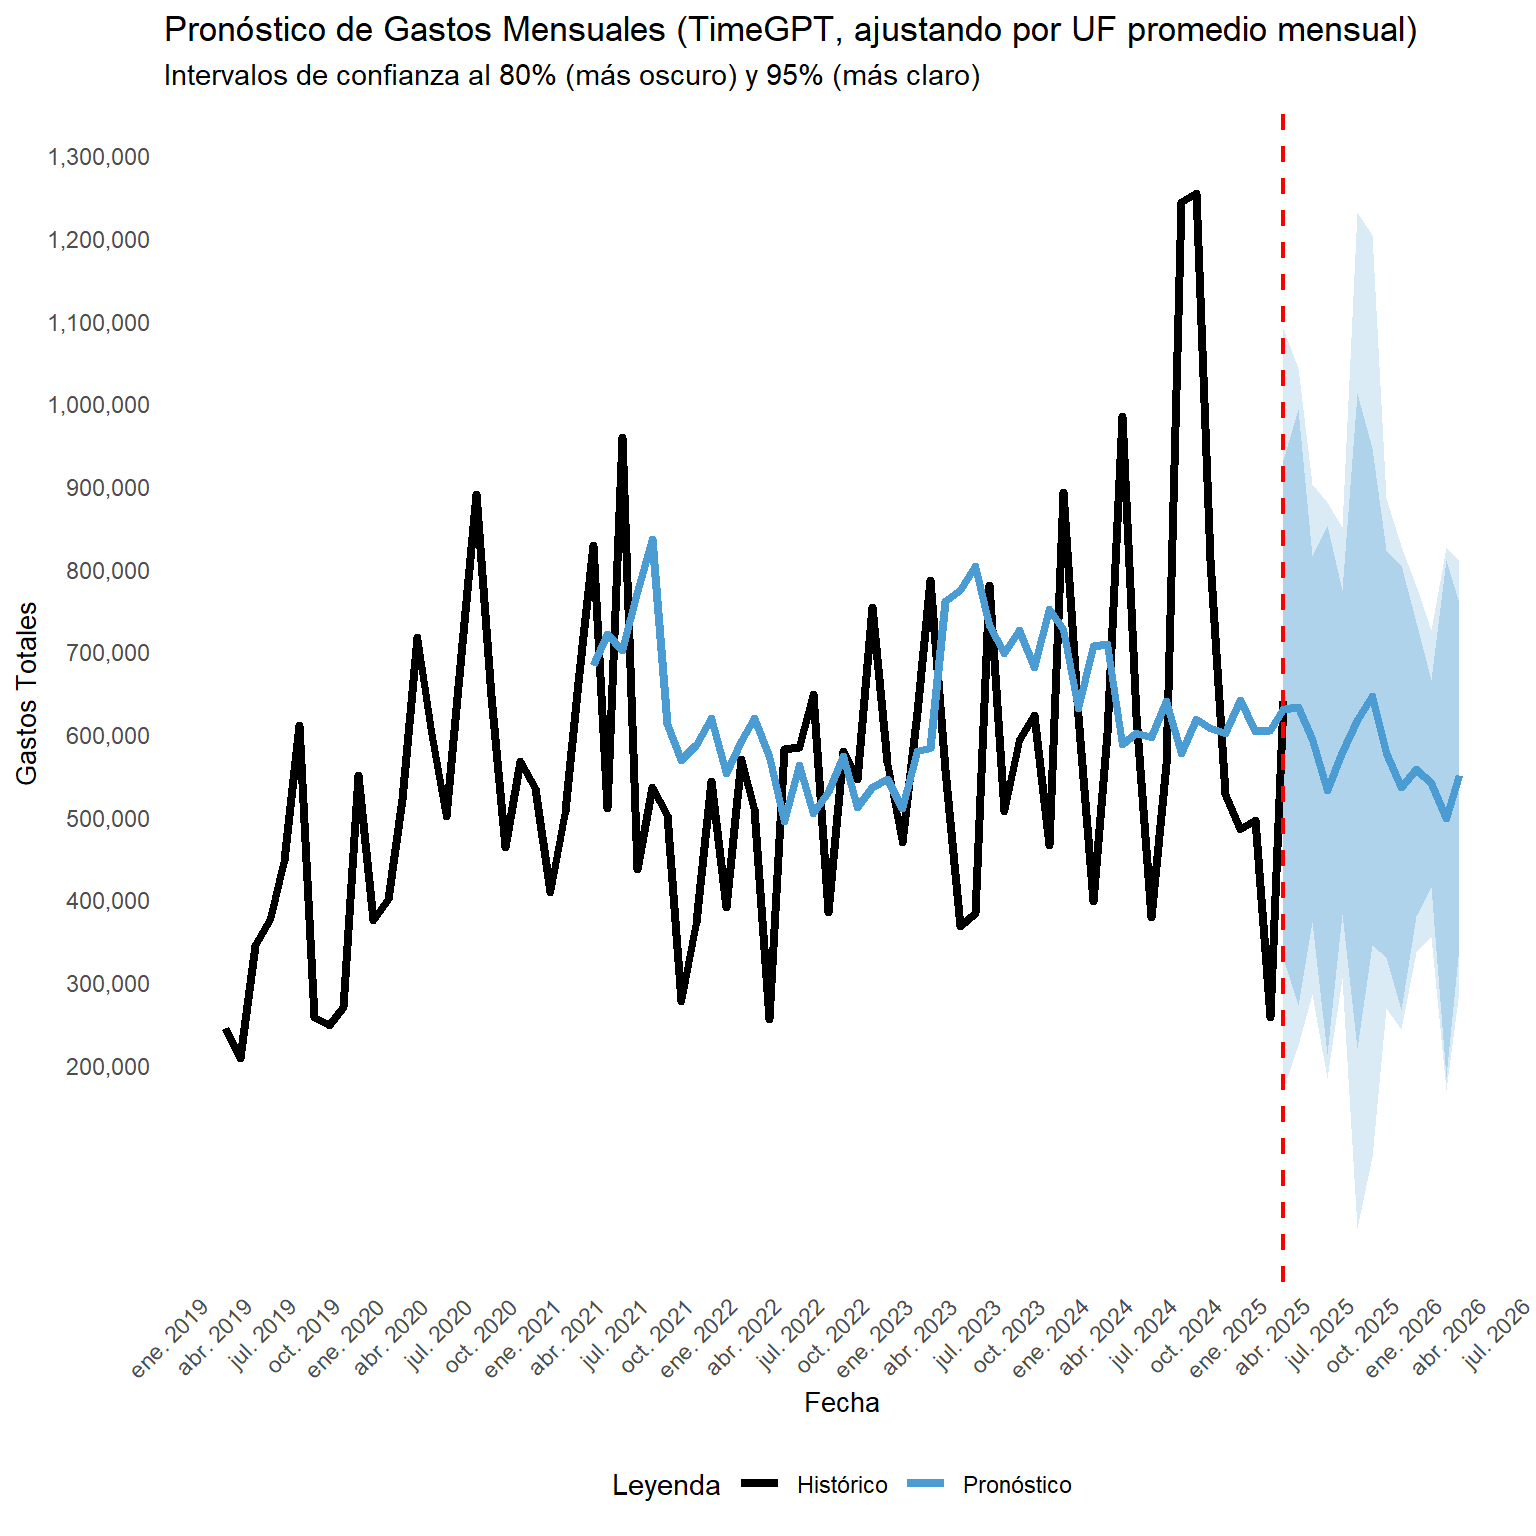 Pronóstico de Gastos Mensuales (TimeGPT, ajustando por UF promedio mensual)
Intervalos de confianza al 80% (más oscuro) y 95% (más claro)
1,300,000
1,200,000
1,100,000
1,000,000
900,000
800,000
700,000
600,000
500,000
400,000
300,000
200,000
Gastos Totales
ene. 2019
abr. 2019
jul. 2019
oct. 2019
ene. 2020
abr. 2020
jul. 2020
oct. 2020
ene. 2021
abr. 2021
jul. 2021
oct. 2021
ene. 2022
abr. 2022
jul. 2022
oct. 2022
ene. 2023
abr. 2023
jul. 2023
oct. 2023
ene. 2024
abr. 2024
jul. 2024
oct. 2024
ene. 2025
abr. 2025
jul. 2025
oct. 2025
ene. 2026
abr. 2026
jul. 2026
Fecha
Leyenda Histórico Pronóstico